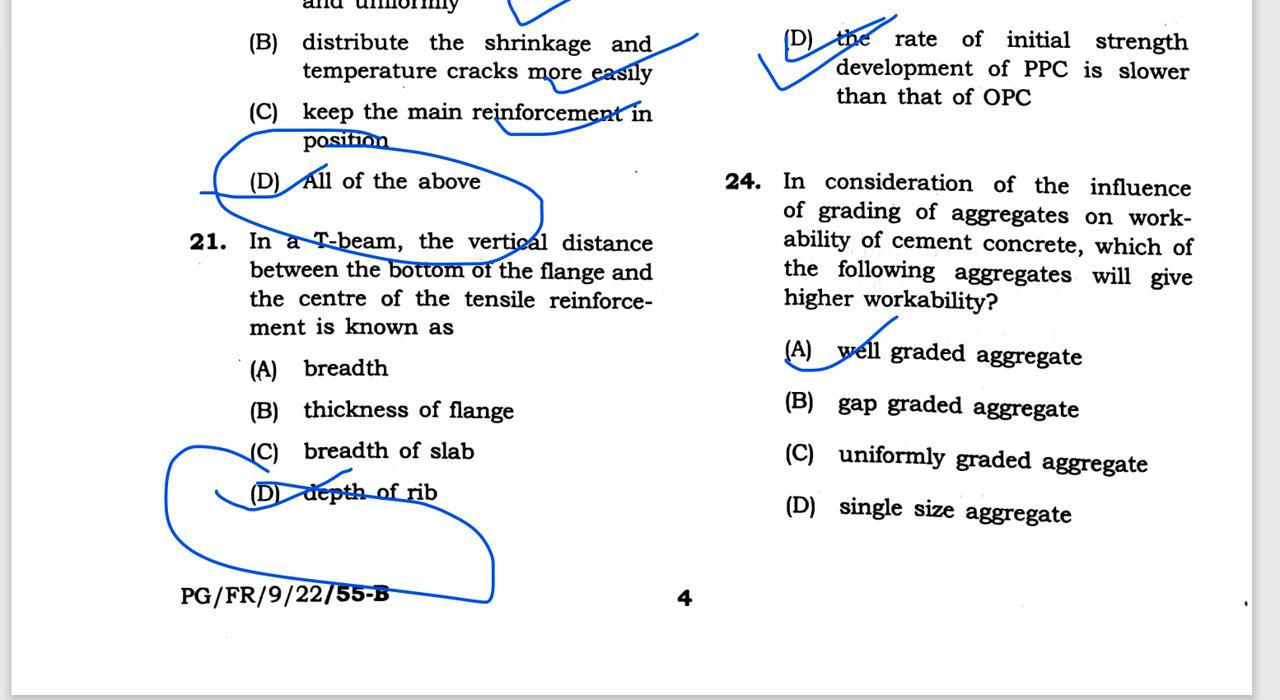 and uniformly
(B) distribute the shrinkage and
temperature cracks more easily
(C) keep the main reinforcement in
position
(D) All of the above
21. In a T-beam, the vertical distance
between the bottom of the flange and
the centre of the tensile reinforce-
ment is known as
(A) breadth
(B) thickness of flange
(C) breadth of slab
(D) depth of rib
PG/FR/9/22/55-B
(D) the rate of initial strength
development of PPC is slower
than that of OPC
24. In consideration of the influence
of grading of aggregates on work-
ability of cement concrete, which of
the following aggregates will give
higher workability?
(A) well graded aggregate
(B) gap graded aggregate
(C) uniformly graded aggregate
(D) single size aggregate
4